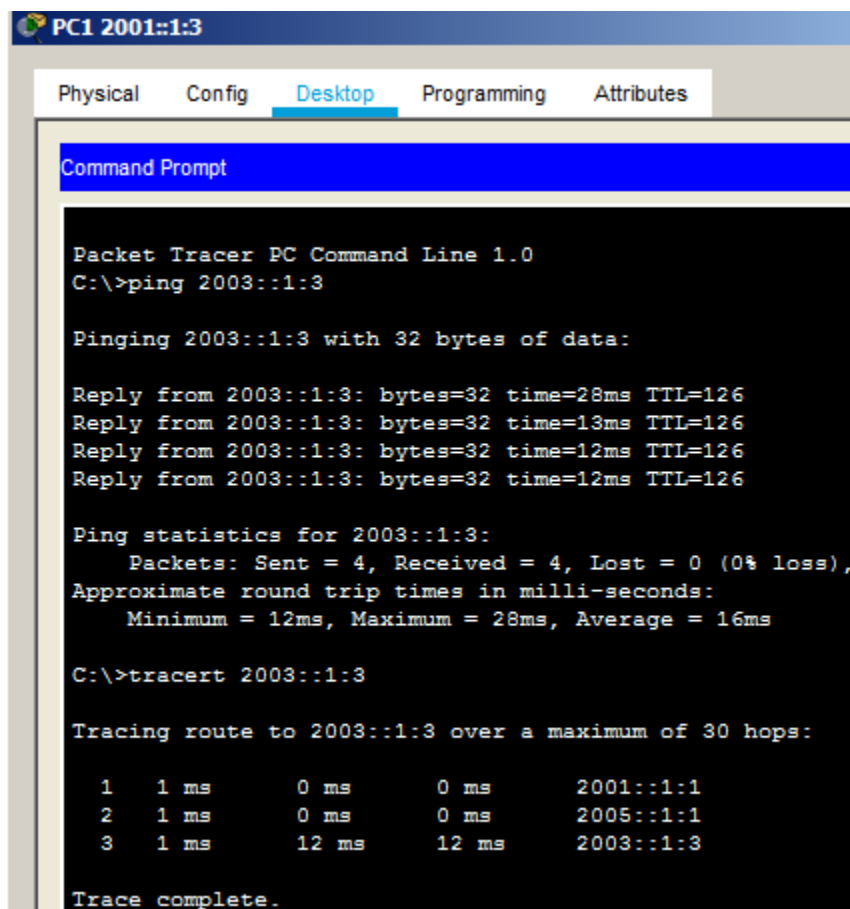 PC1 2001::1:3
Physical Config Desktop Programming Attributes
Command Prompt
Packet Tracer PC Command Line 1.0
C:\>ping 2003::1:3
Pinging 2003::1:3 with 32 bytes of data:
Reply from 2003::1:3: bytes=32 time=28ms TTL=126
Reply from 2003::1:3: bytes=32 time=13ms TTL=126
Reply from 2003::1:3: bytes=32 time=12ms TTL=126
Reply from 2003::1:3: bytes=32 time=12ms TTL=126
Ping statistics for 2003::1:3:
Packets: Sent = 4, Received = 4, Lost = 0 (0% loss),
Approximate round trip times in milli-seconds:
Minimum = 12ms, Maximum = 28ms, Average = 16ms
C:\>tracert 2003::1:3
Tracing route to 2003::1:3 over a maximum of 30 hops:
1 1 ms 0 ms 0 ms 2001::1:1
2 1 ms 0 ms 0 ms 2005::1:1
3 1 ms 12 ms 12 ms 2003::1:3
Trace complete.